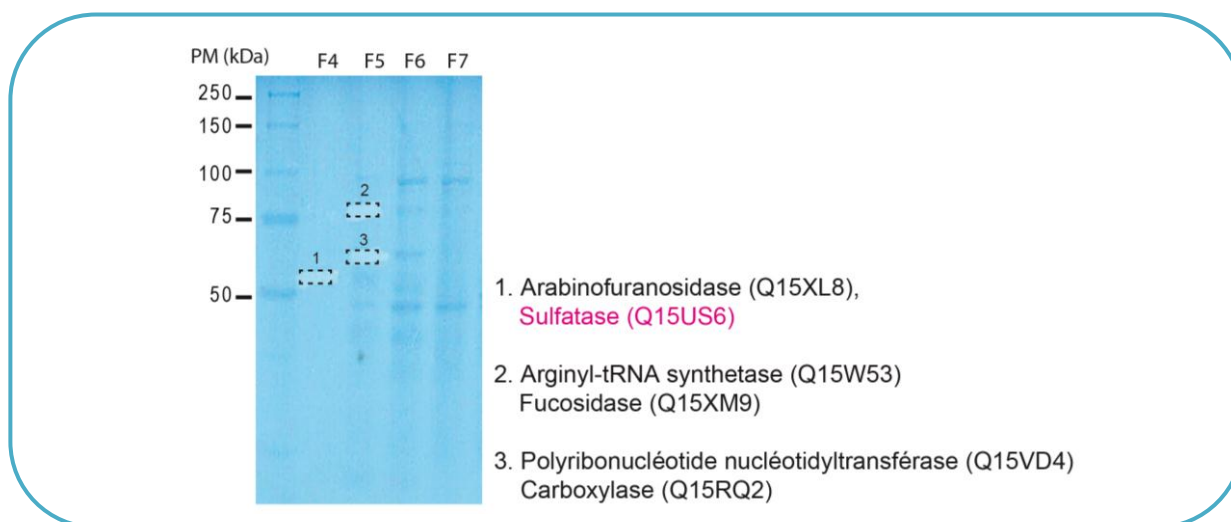 PM (kDa) F4 F5 F6 F7
250
150
100
2
75
3
1
50
1. Arabinofuranosidase (Q15XL8),
Sulfatase (Q15US6)
2. Arginyl-tRNA synthetase (Q15W53)
Fucosidase (Q15XM9)
3. Polyribonucléotide nucléotidyltransférase (Q15VD4)
Carboxylase (Q15RQ2)